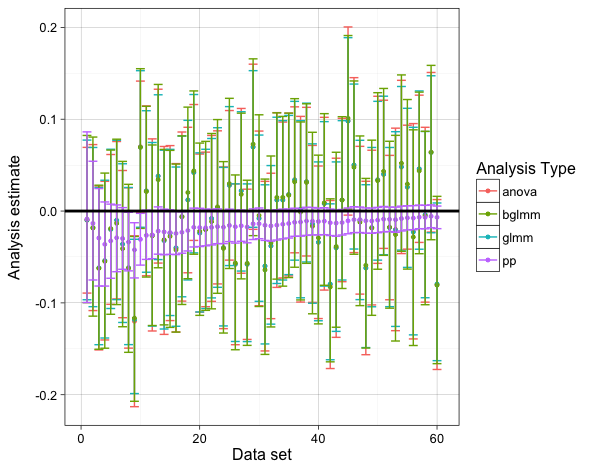 0.2
0.1
0.0
-0.1
-0.2
Analysis estimate
0
20
40
60
Data set
Analysis Type
anova
bglmm
glmm
pp